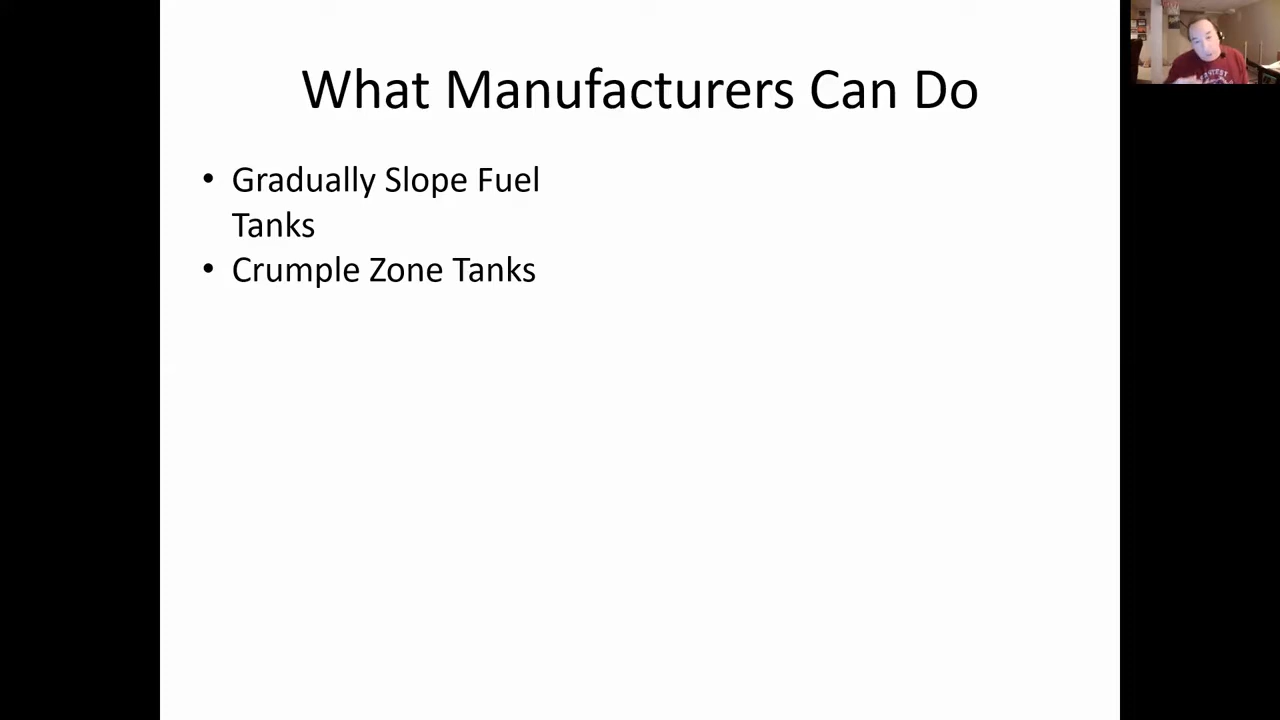 What Manufacturers Can Do
• Gradually Slope Fuel
Tanks
• Crumple Zone Tanks